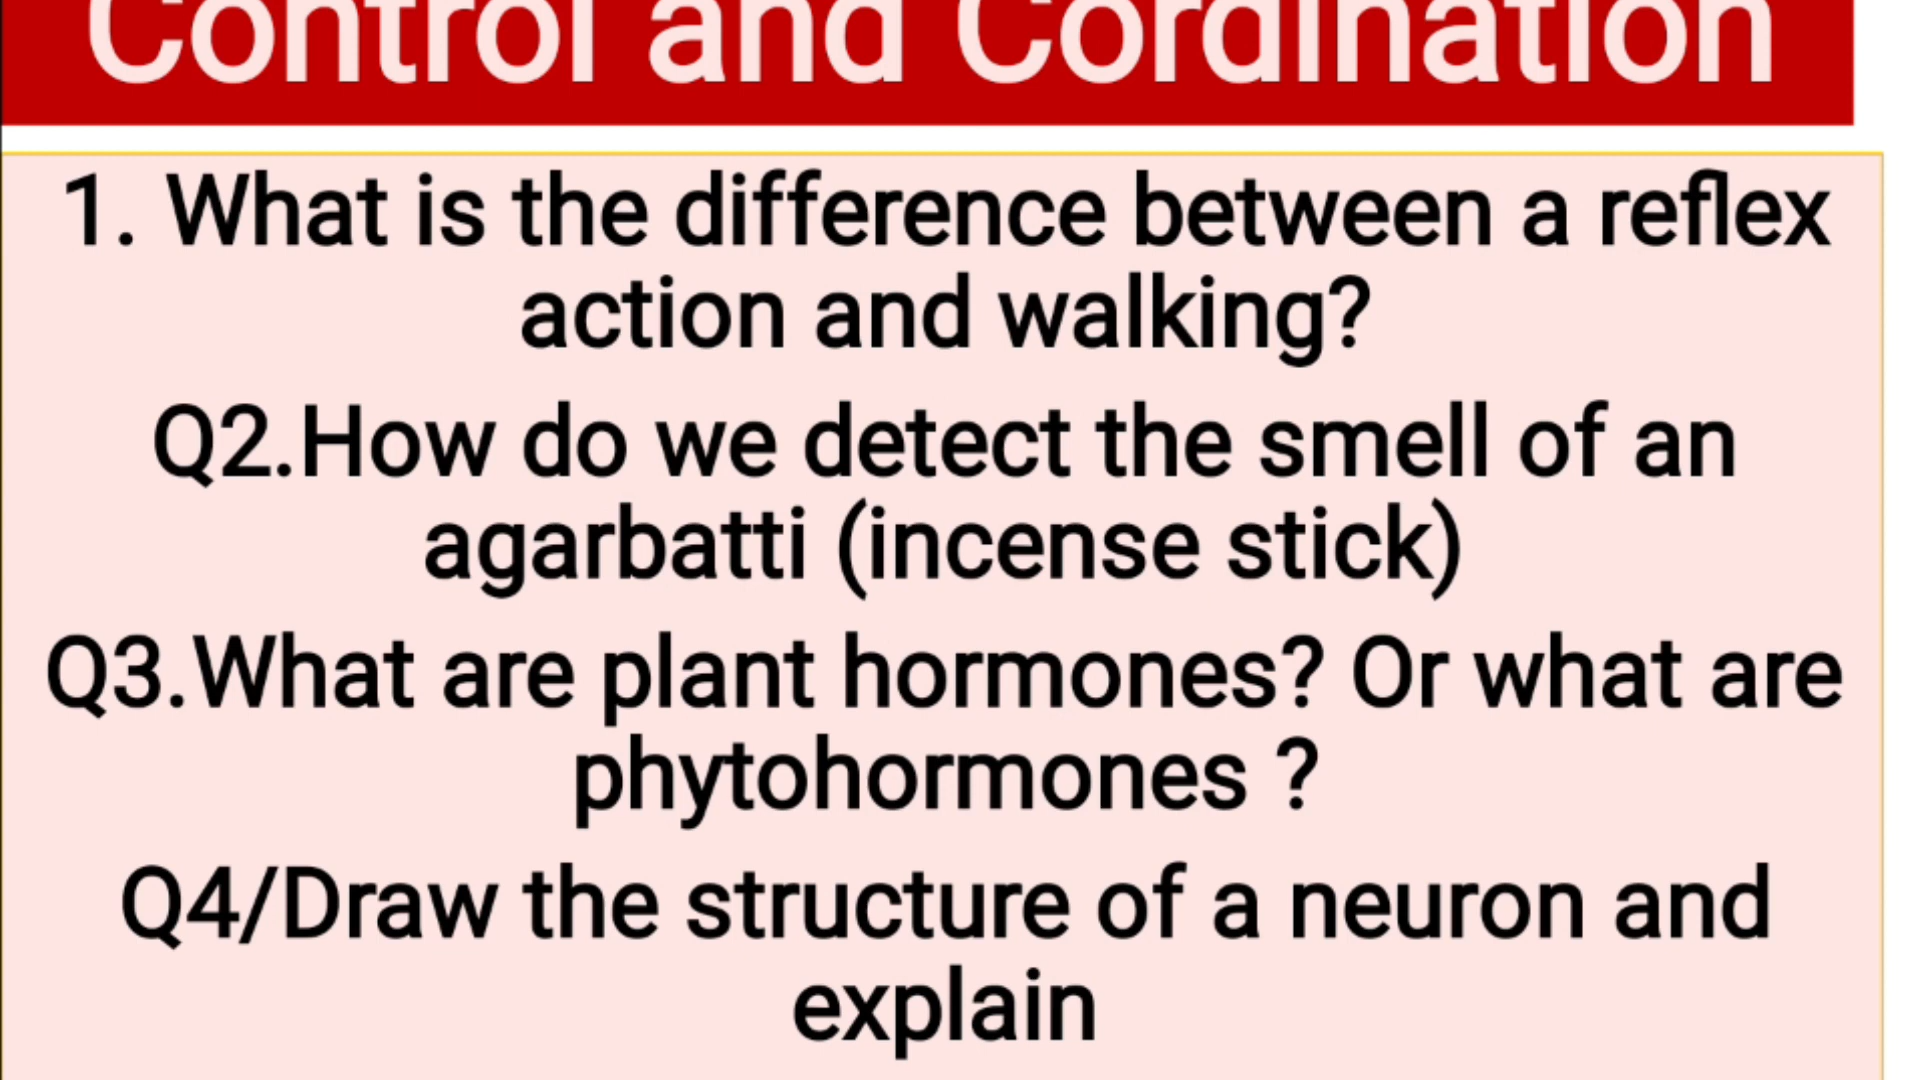 Control and Cordination
1. What is the difference between a reflex
action and walking?
Q2.How do we detect the smell of an
agarbatti (incense stick)
Q3.What are plant hormones? Or what are
phytohormones ?
Q4/Draw the structure of a neuron and
explain